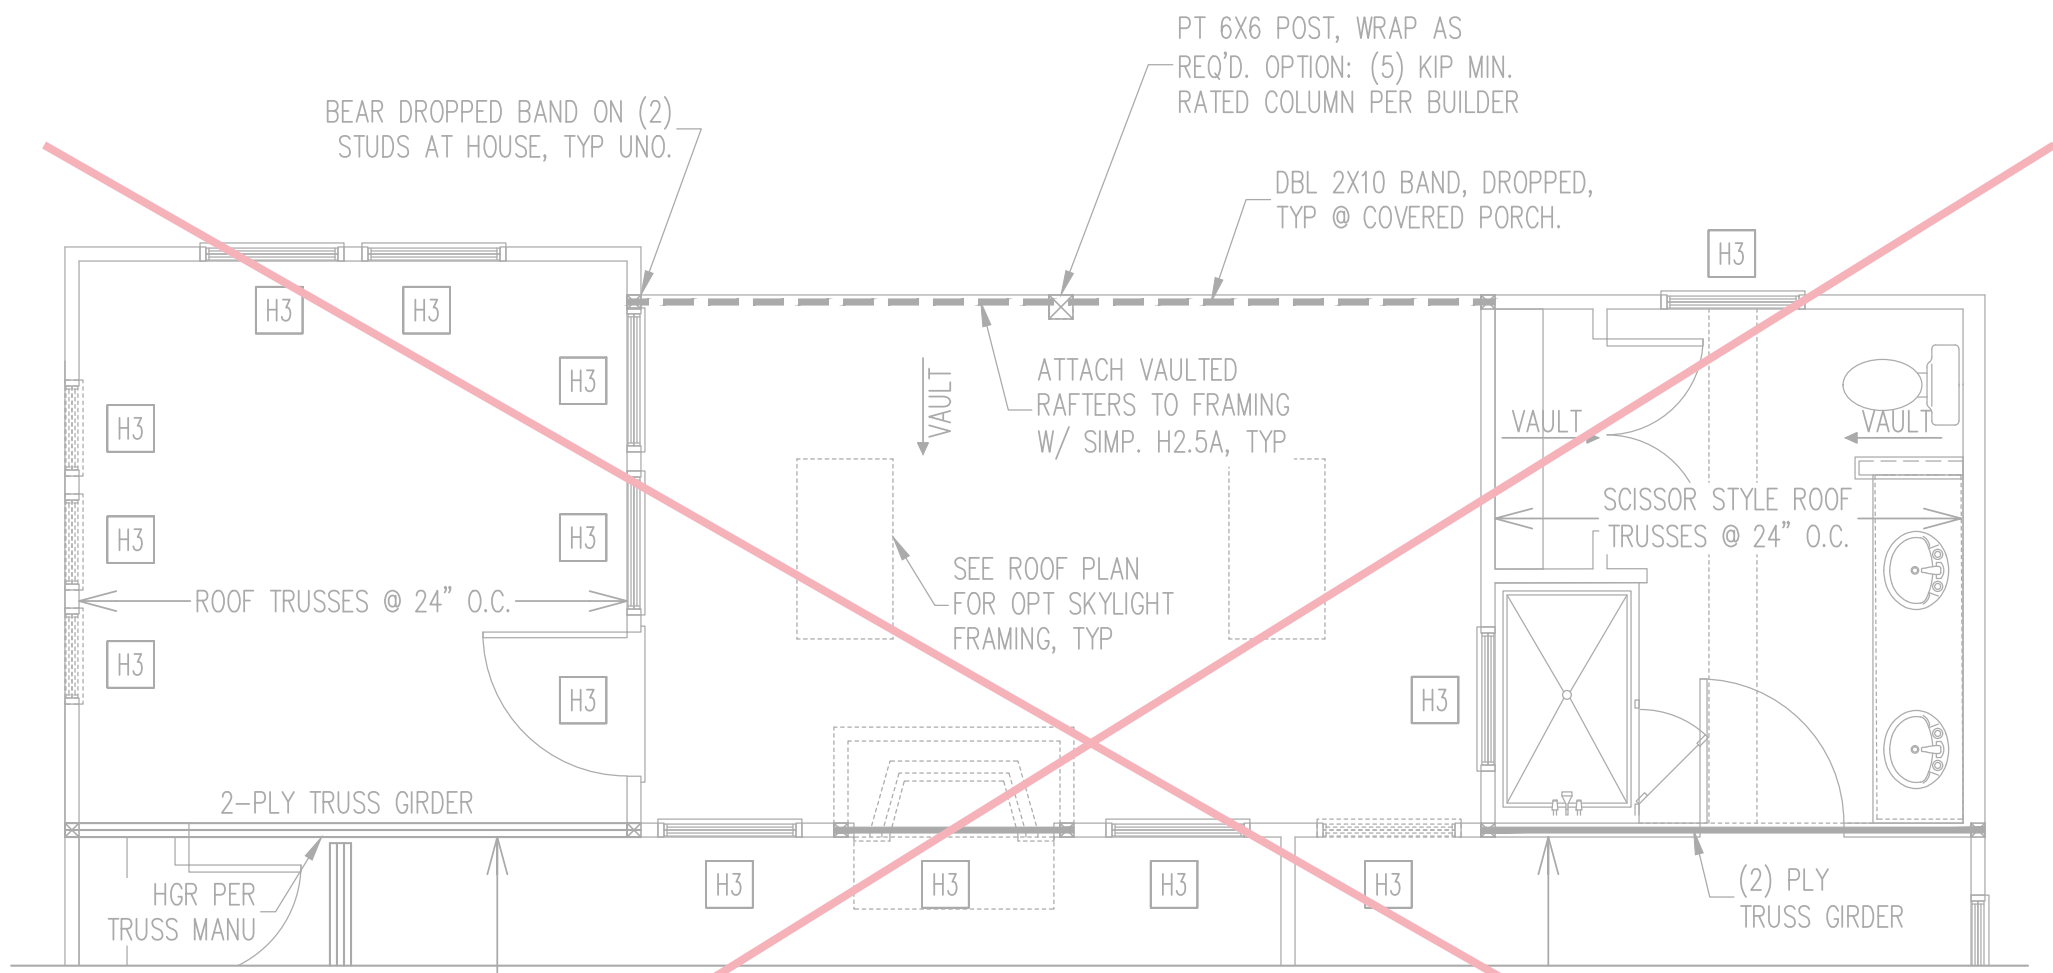 PT 6X6 POST, WRAP AS
REQ'D. OPTION: (5) KIP MIN.
RATED COLUMN PER BUILDER
BEAR DROPPED BAND ON (2)
STUDS AT HOUSE, TYP UNO.
DBL 2X10 BAND, DROPPED,
TYP @ COVERED PORCH.
H3
H3
H3
H3
VAULT
ATTACH VAULTED
RAFTERS TO FRAMING
W/ SIMP. H2.5A, TYP
VAULT
VAULT
H3
SCISSOR STYLE ROOF
TRUSSES @ 24" O.C.
H3
H3
SEE ROOF PLAN
FOR OPT SKYLIGHT
FRAMING, TYP
ROOF TRUSSES @ 24" O.C.
H3
H3
H3
2-PLY TRUSS GIRDER
HGR PER
TRUSS MANU
H3
H3
H3
H3
(2) PLY
TRUSS GIRDER